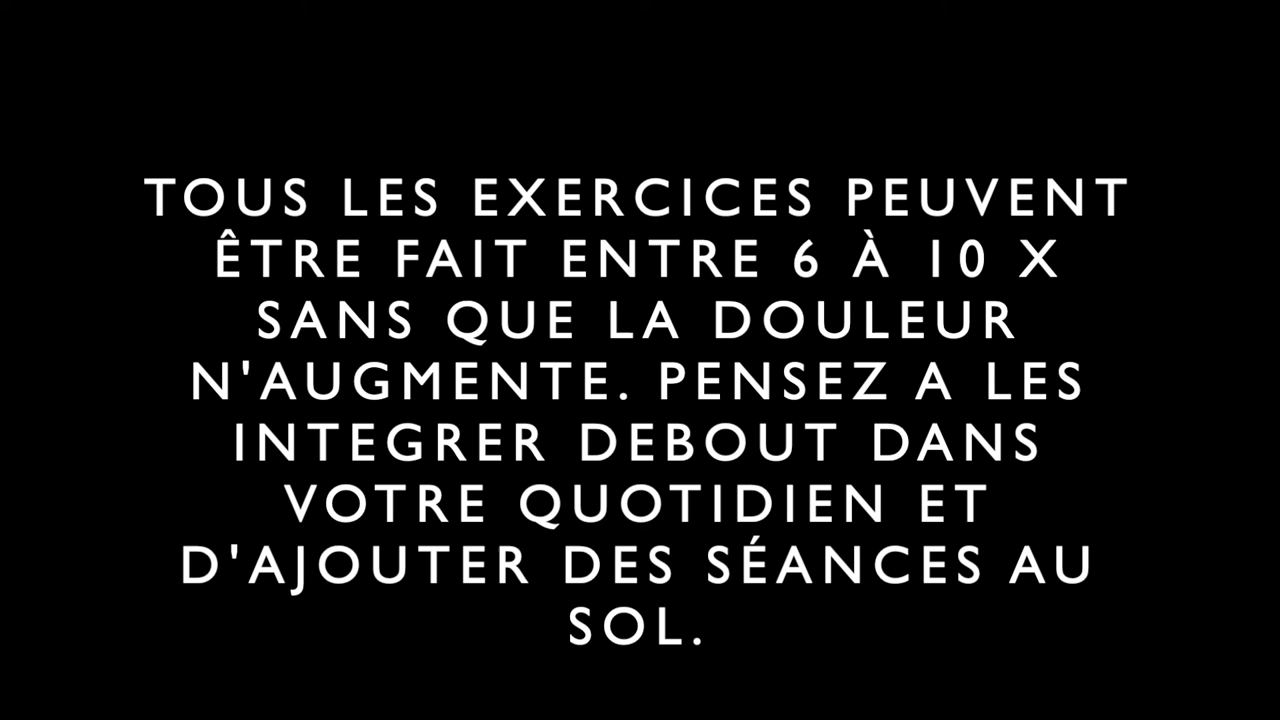 TOUS LES EXERCICES PEUVENT
ÊTRE FAIT ENTRE 6 À 10 X
SANS QUE LA DOULEUR
N'AUGMENTE. PENSEZ A LES
INTEGRER DEBOUT DANS
VOTRE QUOTIDIEN ET
D'AJOUTER DES SÉANCES AU
SOL.